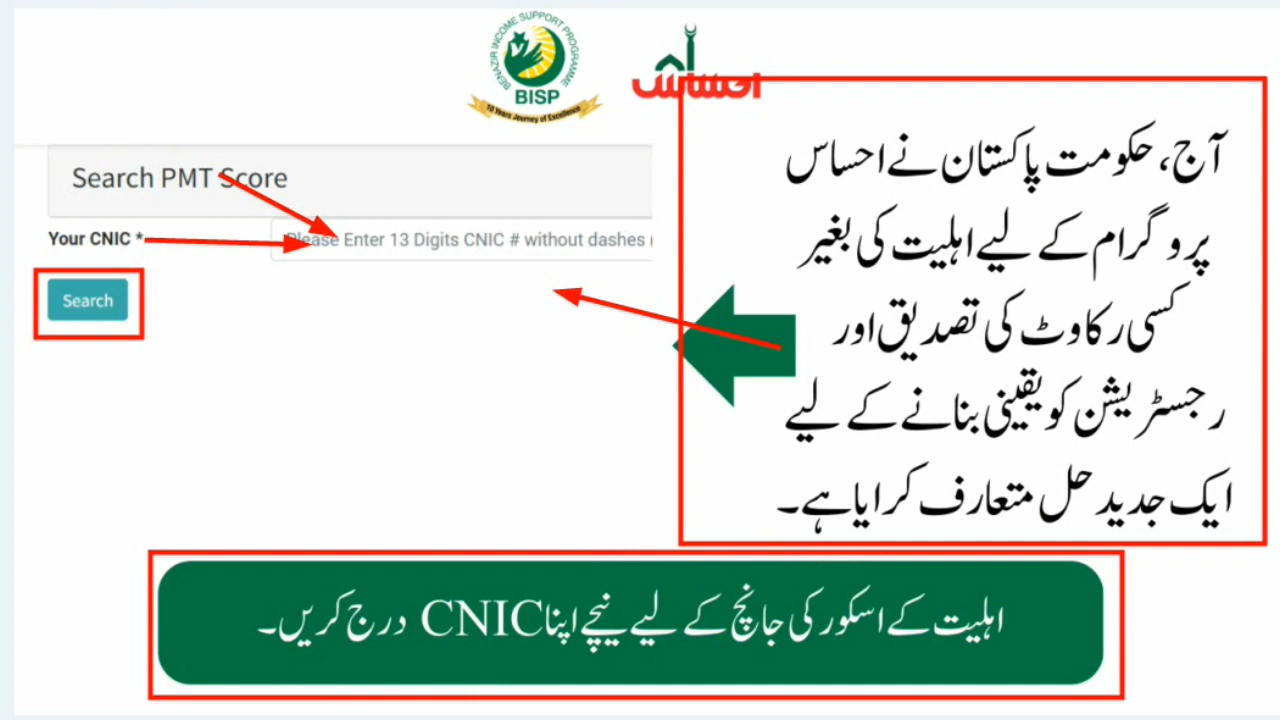 BENAZIR INCOME SUPPORT PROGRAMME
BISP
10 Years Journey of Excellence
احساس
Search PMT Score
Your CNIC *
Please Enter 13 Digits CNIC # without dashes (
Search
آج، حکومت پاکستان نے احساس
پروگرام کے لیے اہلیت کی بغیر
کسی رکاوٹ کی تصدیق اور
رجسٹریشن کو یقینی بنانے کے لیے
ایک جدید حل متعارف کرایا ہے۔
اہلیت کے اسکور کی جانچ کے لیے نیچے اپنا CNIC درج کریں۔